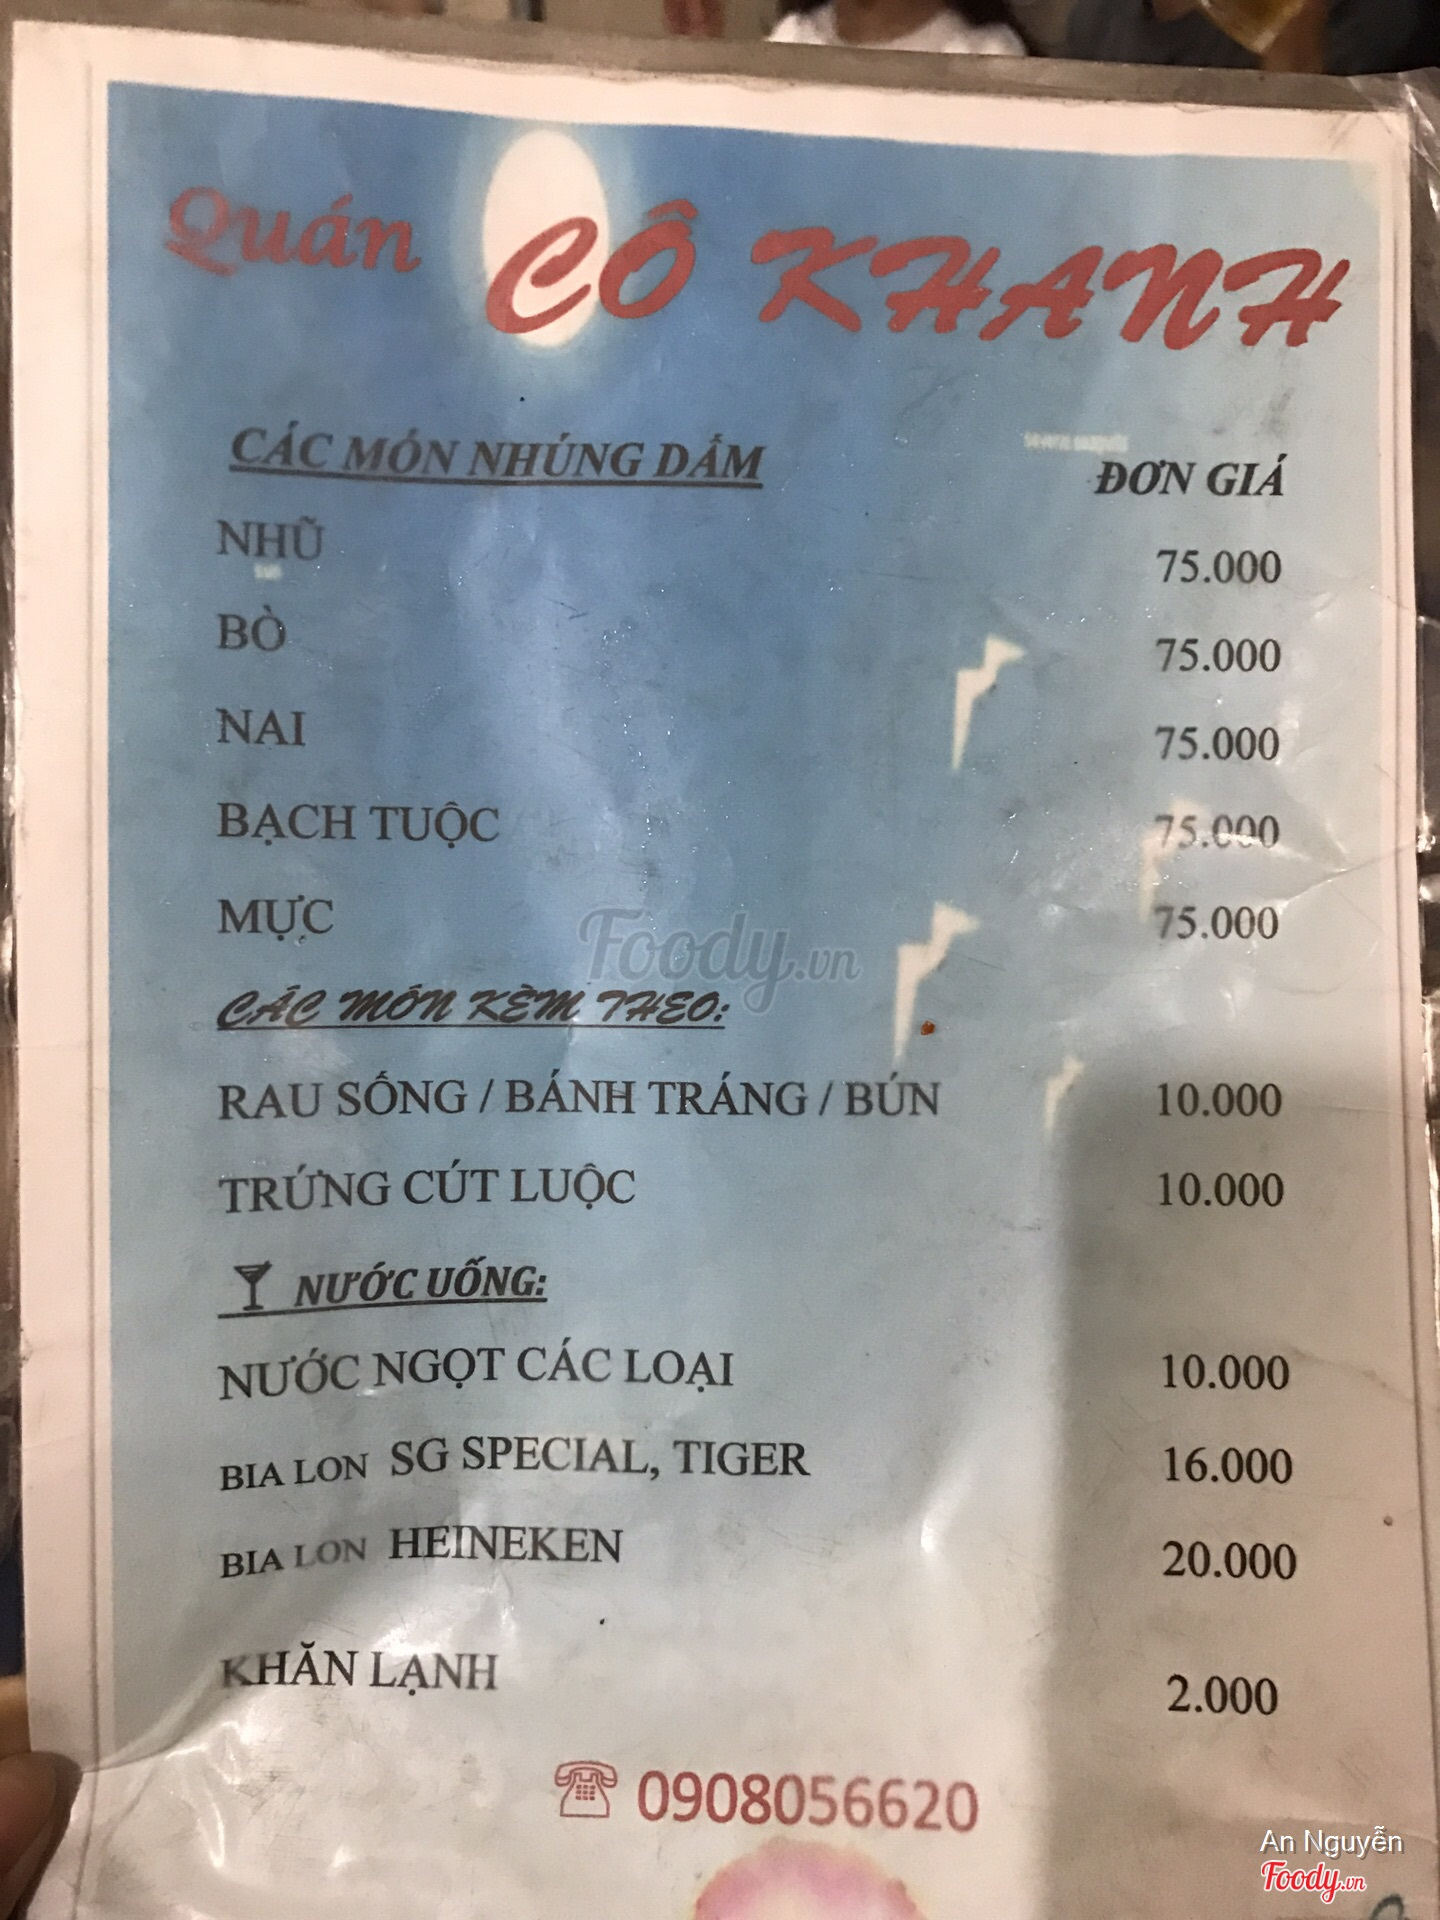 Quán CÔ KHANH
CÁC MÓN NHÚNG DẤM ĐƠN GIÁ
NHŨ 75.000
BÒ 75.000
NAI 75.000
BẠCH TUỘC 75.000
MỰC 75.000
Foody.vn
CÁC MÓN KÈM THEO:
RAU SỐNG / BÁNH TRÁNG / BÚN 10.000
TRỨNG CÚT LUỘC 10.000
NƯỚC UỐNG:
NƯỚC NGỌT CÁC LOẠI 10.000
BIA LON SG SPECIAL, TIGER 16.000
BIA LON HEINEKEN 20.000
KHĂN LẠNH 2.000
0908056620
An Nguyễn
Foody.vn